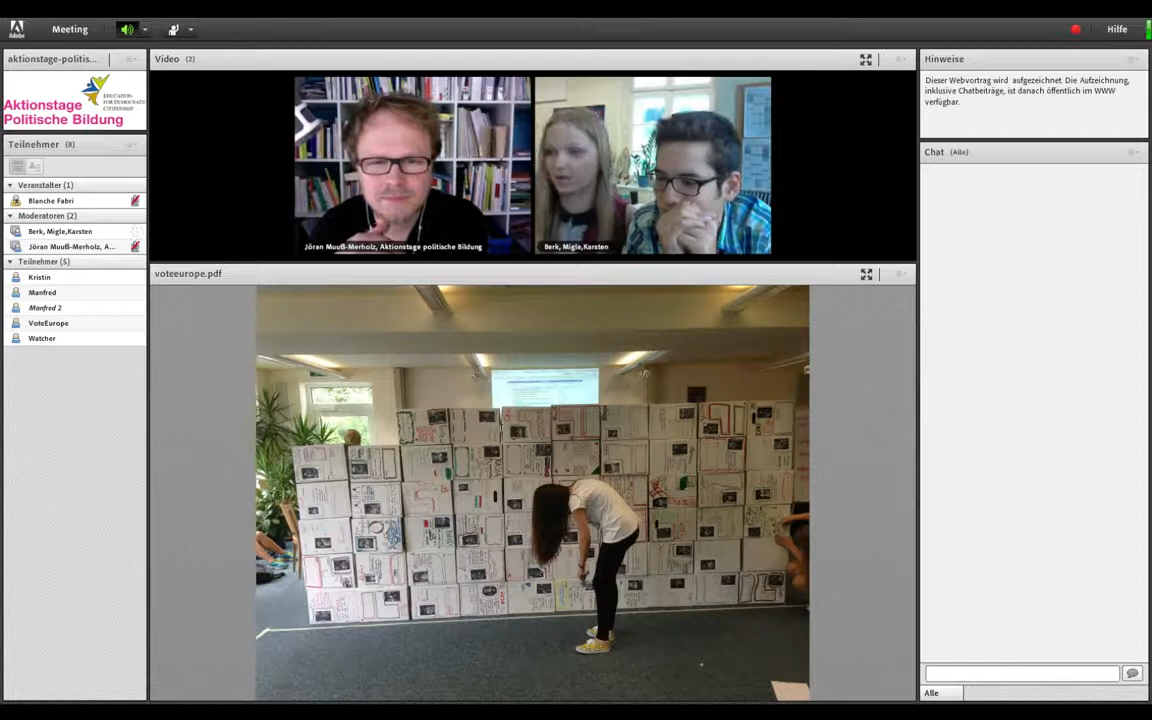 Adobe
Meeting
Hilfe
aktionstage-politis...
Aktionstage
Politische Bildung
EDUCATION
FOR DEMOCRATIC
CITIZENSHIP
Teilnehmer (8)
Veranstalter (1)
Blanche Fabri
Moderatoren (2)
Berk, Migle,Karsten
Jöran Muuß-Merholz, A...
Teilnehmer (5)
Kristin
Manfred
Manfred 2
VoteEurope
Watcher
Video (2)
Jöran Muuß-Merholz, Aktionstage politische Bildung
Berk, Migle,Karsten
voteeurope.pdf
Hinweise
Dieser Webvortrag wird aufgezeichnet. Die Aufzeichnung,
inklusive Chatbeiträge, ist danach öffentlich im WWW
verfügbar.
Chat (Alle)
Alle